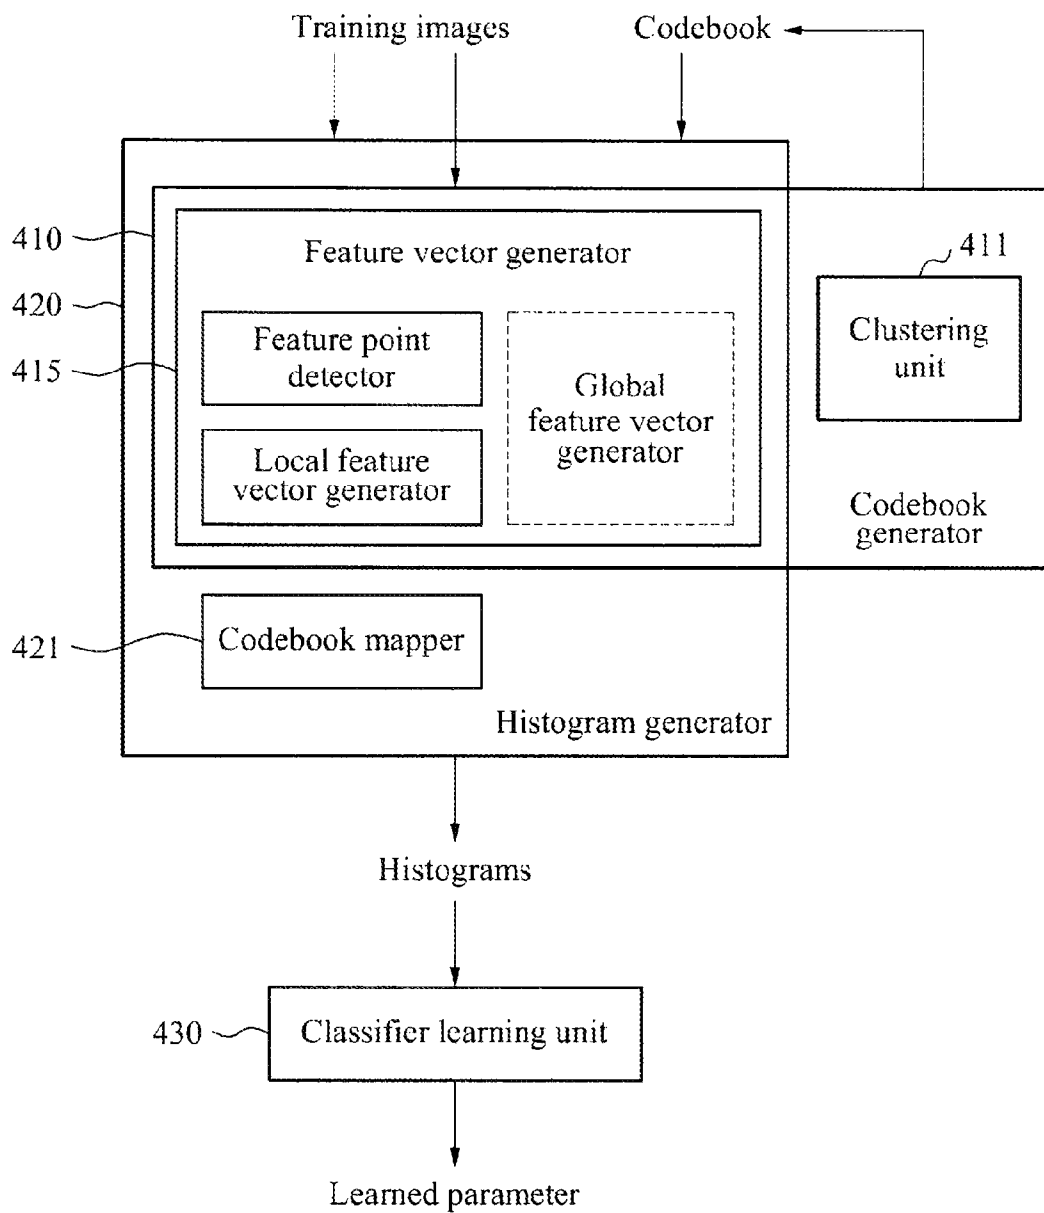 Training images
Codebook
410
Feature vector generator
411
420
Feature point
detector
Clustering
unit
415
Global
feature vector
generator
Local feature
vector generator
Codebook
generator
421
Codebook mapper
Histogram generator
Histograms
430
Classifier learning unit
Learned parameter